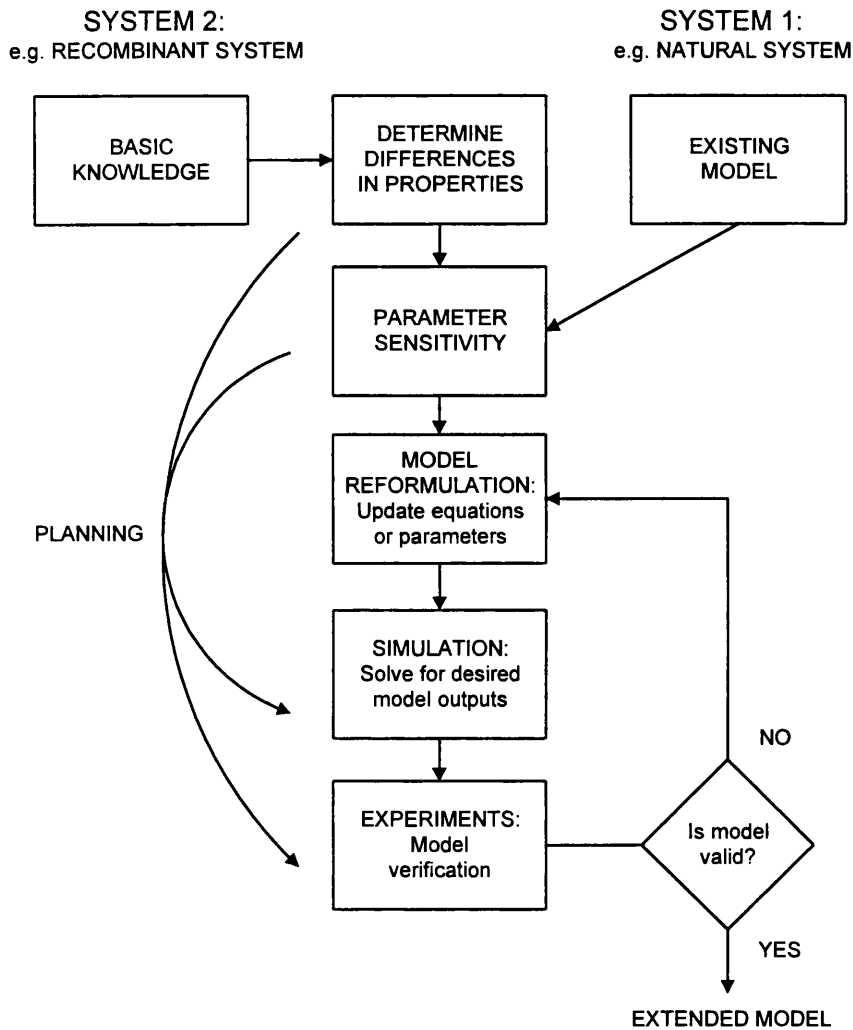 SYSTEM 2:
e.g. RECOMBINANT SYSTEM
SYSTEM 1:
e.g. NATURAL SYSTEM
BASIC
KNOWLEDGE
DETERMINE
DIFFERENCES
IN PROPERTIES
EXISTING
MODEL
PARAMETER
SENSITIVITY
MODEL
REFORMULATION:
Update equations
or parameters
PLANNING
SIMULATION:
Solve for desired
model outputs
NO
EXPERIMENTS:
Model
verification
Is model
valid?
YES
EXTENDED MODEL